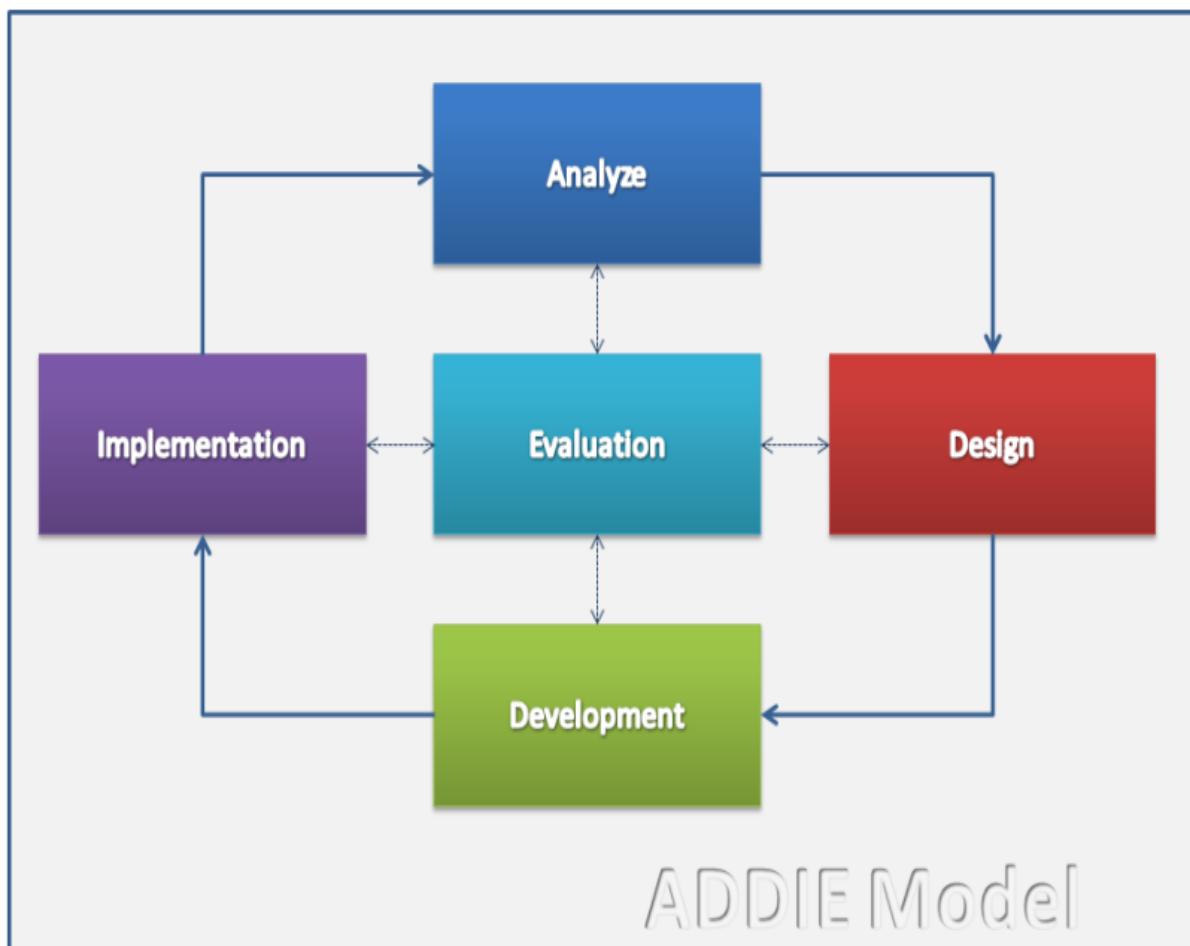 Analyze
Implementation
Evaluation
Design
Development
ADDIE Model